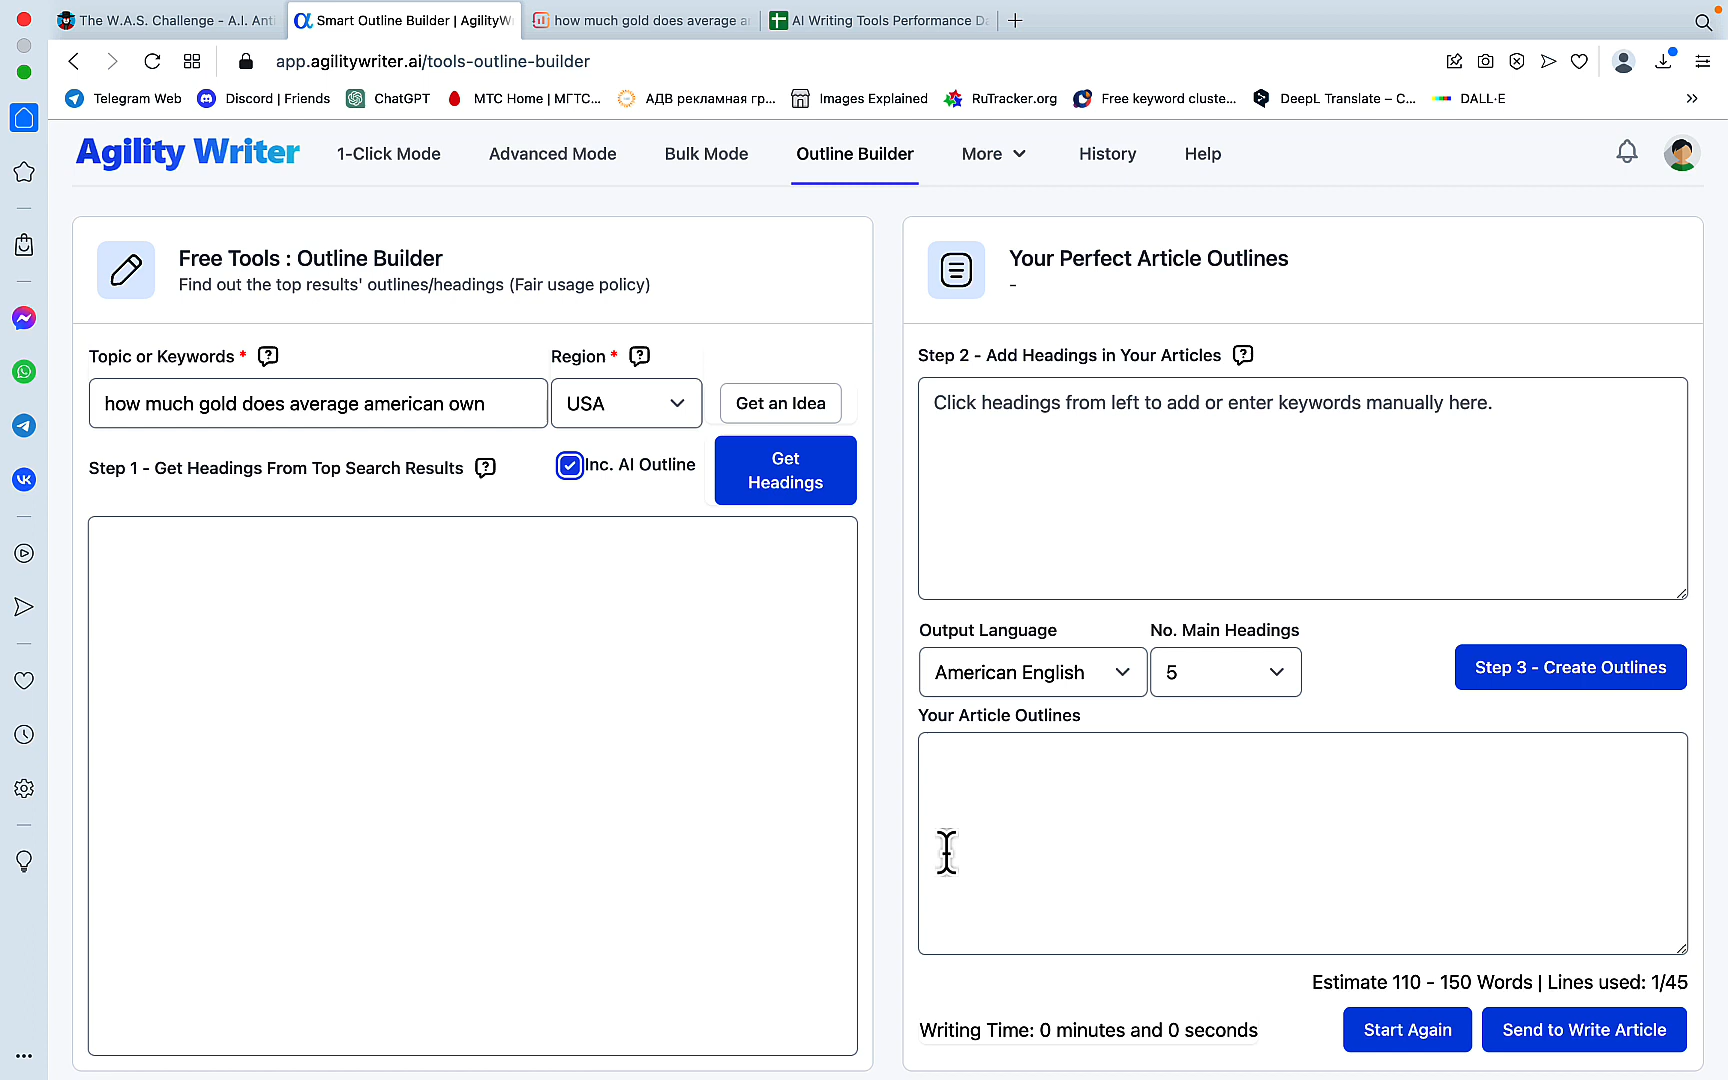 The W.A.S. Challenge - A.I. Anti
Smart Outline Builder | AgilityW
how much gold does average a
AI Writing Tools Performance Da
app.agilitywriter.ai/tools-outline-builder
Telegram Web
Discord | Friends
ChatGPT
МТС Home | МГТС...
АДВ рекламная гр...
Images Explained
RuTracker.org
Free keyword cluste...
DeepL Translate – C...
DALL·E
Agility Writer
1-Click Mode
Advanced Mode
Bulk Mode
Outline Builder
More
History
Help
Free Tools : Outline Builder
Find out the top results' outlines/headings (Fair usage policy)
Topic or Keywords *
Region *
how much gold does average american own
USA
Get an Idea
Step 1 - Get Headings From Top Search Results
Inc. AI Outline
Get
Headings
Your Perfect Article Outlines
-
Step 2 - Add Headings in Your Articles
Click headings from left to add or enter keywords manually here.
Output Language
No. Main Headings
American English
5
Step 3 - Create Outlines
Your Article Outlines
Estimate 110 - 150 Words | Lines used: 1/45
Writing Time: 0 minutes and 0 seconds
Start Again
Send to Write Article